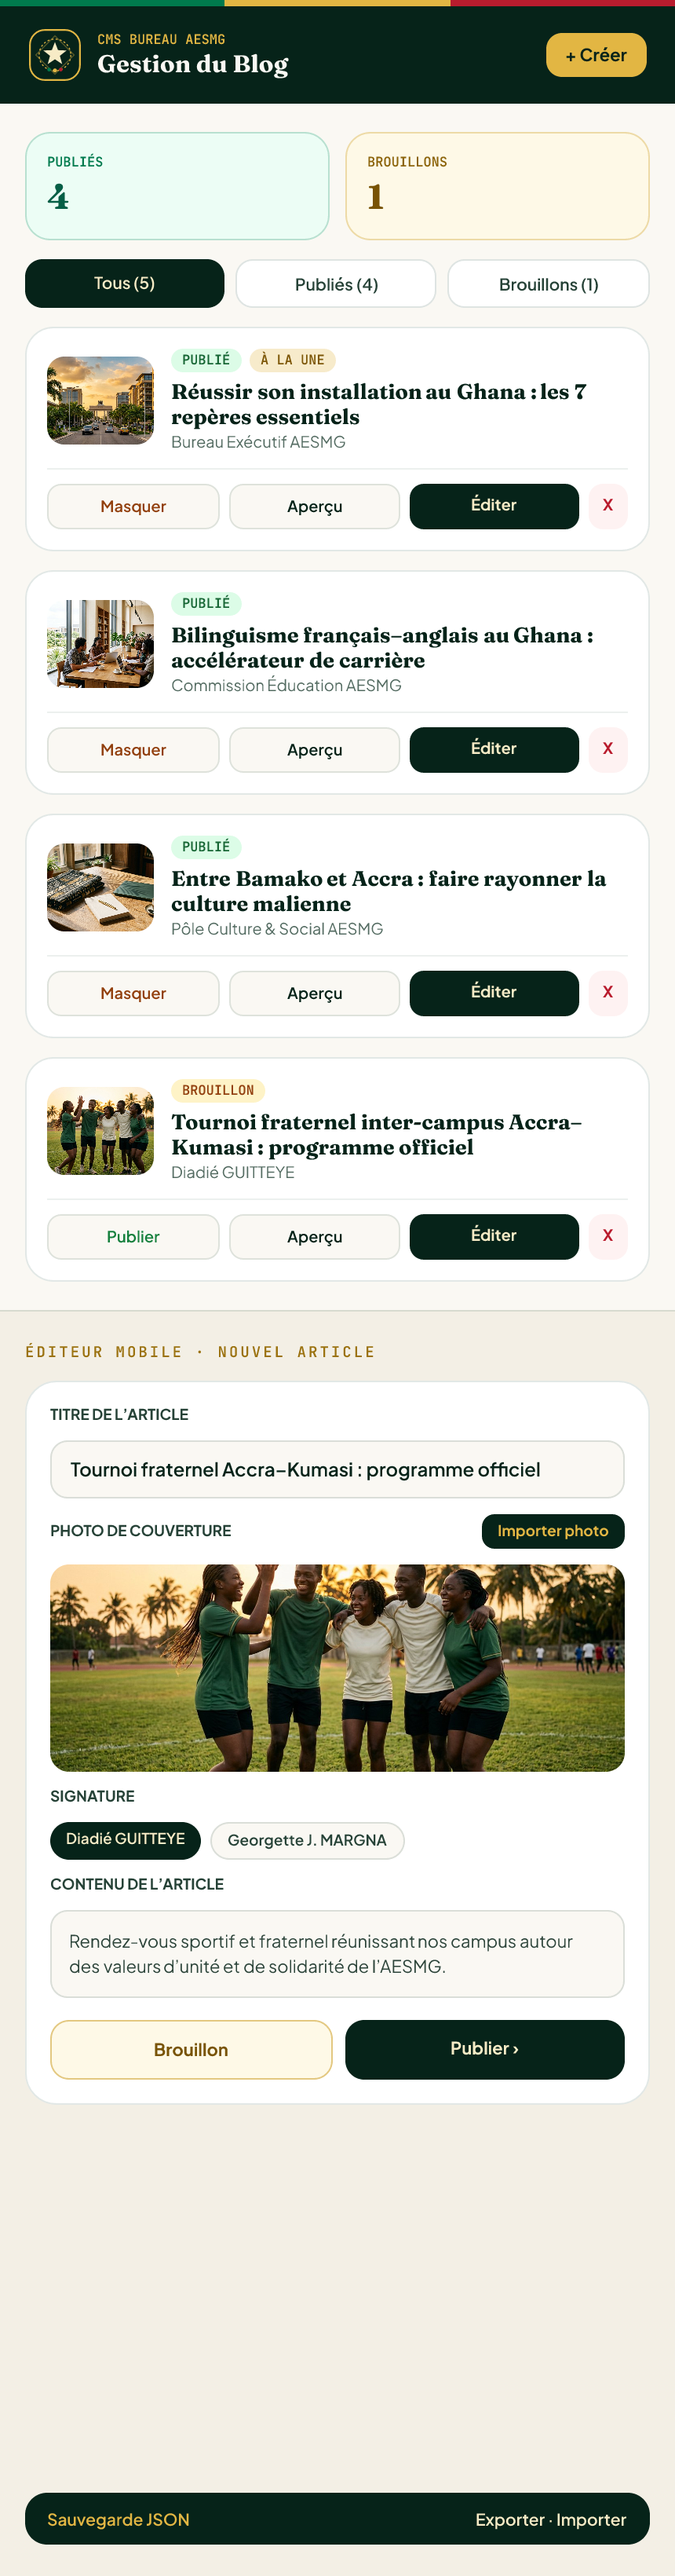 CMS BUREAU AESMG
Gestion du Blog
+ Créer
PUBLIÉS
4
BROUILLONS
1
Tous (5)
Publiés (4)
Brouillons (1)
PUBLIÉ
À LA UNE
Réussir son installation au Ghana : les 7
repères essentiels
Bureau Exécutif AESMG
Masquer
Aperçu
Éditer
X
PUBLIÉ
Bilinguisme français–anglais au Ghana :
accélérateur de carrière
Commission Éducation AESMG
Masquer
Aperçu
Éditer
X
PUBLIÉ
Entre Bamako et Accra : faire rayonner la
culture malienne
Pôle Culture & Social AESMG
Masquer
Aperçu
Éditer
X
BROUILLON
Tournoi fraternel inter-campus Accra–
Kumasi : programme officiel
Diadié GUITTEYE
Publier
Aperçu
Éditer
X
ÉDITEUR MOBILE · NOUVEL ARTICLE
TITRE DE L’ARTICLE
Tournoi fraternel Accra–Kumasi : programme officiel
PHOTO DE COUVERTURE
Importer photo
SIGNATURE
Diadié GUITTEYE
Georgette J. MARGNA
CONTENU DE L’ARTICLE
Rendez-vous sportif et fraternel réunissant nos campus autour
des valeurs d’unité et de solidarité de l’AESMG.
Brouillon
Publier ›
Sauvegarde JSON
Exporter · Importer